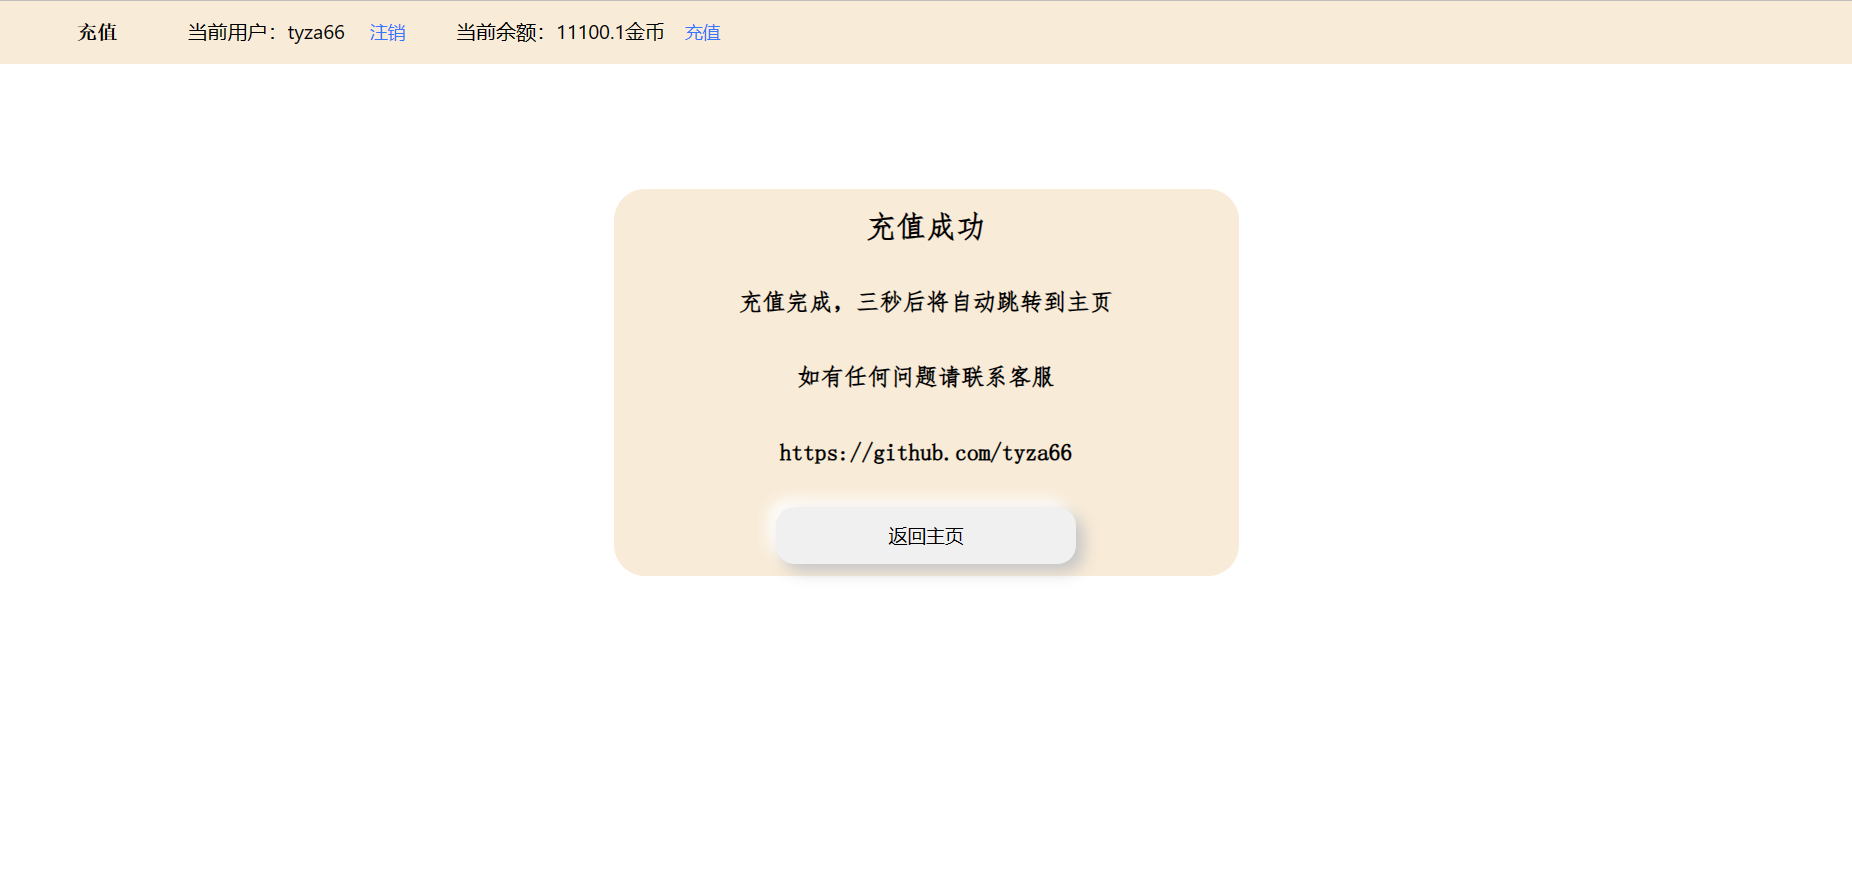 充值 当前用户：tyza66 注销 当前余额：11100.1金币 充值
充值成功
充值完成，三秒后将自动跳转到主页
如有任何问题请联系客服
https://github.com/tyza66
返回主页